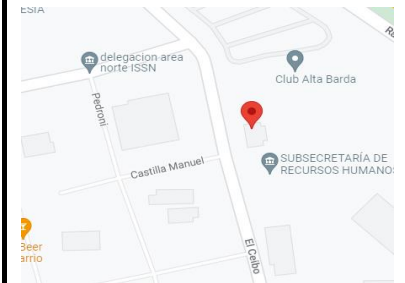 ESIA
delegacion area
norte ISSN
Club Alta Barda
Pedroni
Castilla Manuel
SUBSECRETARÍA DE
RECURSOS HUMANOS
El Ceibo
Beer
arrio